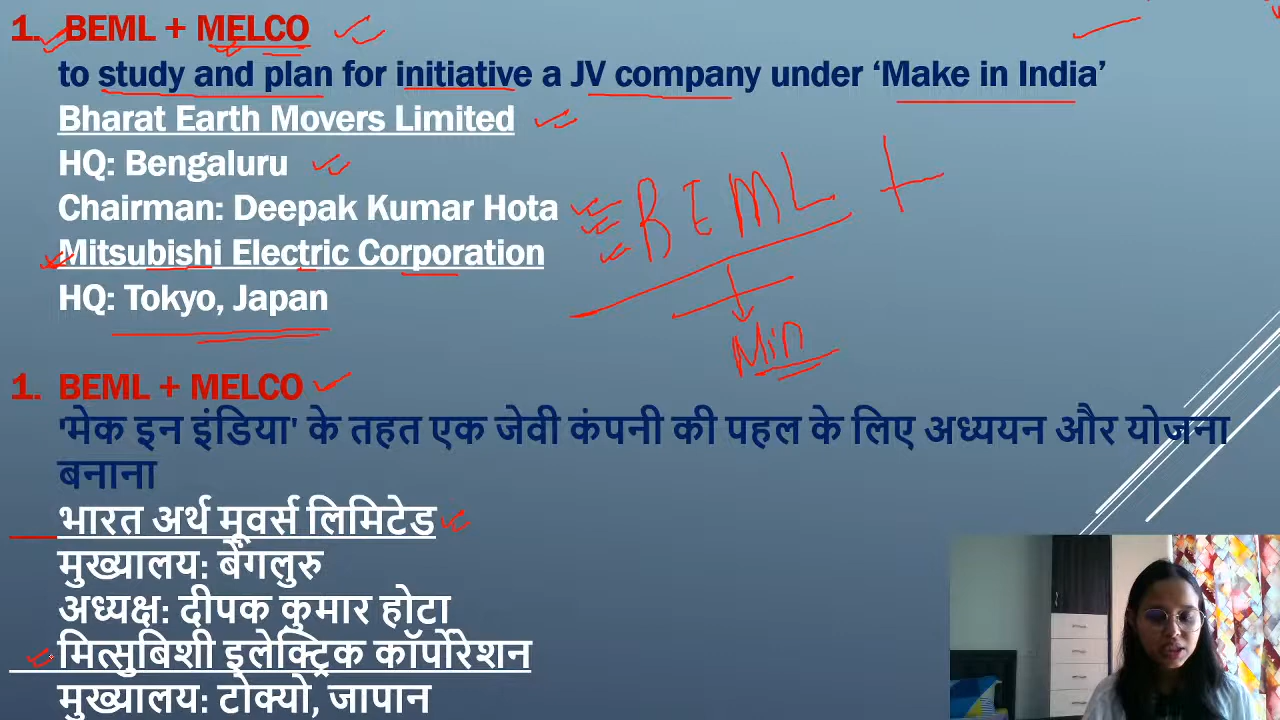 1. BEML + MELCO
to study and plan for initiative a JV company under ‘Make in India’
Bharat Earth Movers Limited
HQ: Bengaluru
Chairman: Deepak Kumar Hota
Mitsubishi Electric Corporation
HQ: Tokyo, Japan
BEML +
Min
1. BEML + MELCO
'मेक इन इंडिया' के तहत एक जेवी कंपनी की पहल के लिए अध्ययन और योजना
बनाना
भारत अर्थ मूवर्स लिमिटेड
मुख्यालय: बेंगलुरु
अध्यक्ष: दीपक कुमार होटा
मित्सुबिशी इलेक्ट्रिक कॉर्पोरेशन
मुख्यालय: टोक्यो, जापान